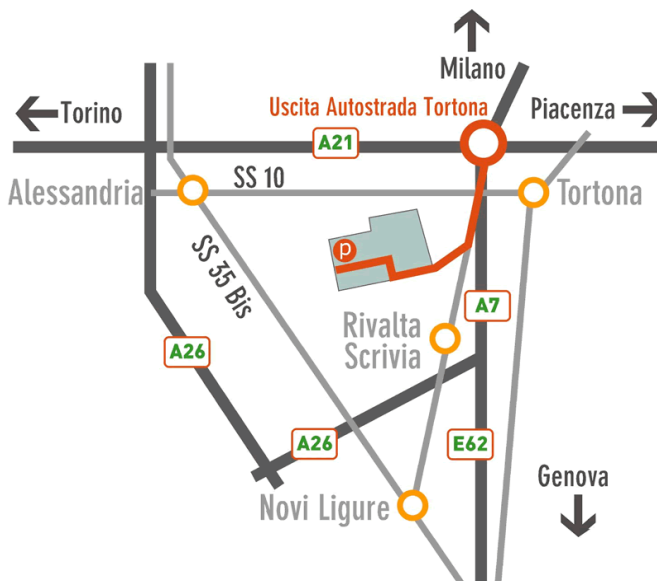 Milano
Torino
Uscita Autostrada Tortona
Piacenza
A21
SS 10
Alessandria
Tortona
P
SS 35 Bis
A7
Rivalta
Scrivia
A26
A26
E62
Genova
Novi Ligure